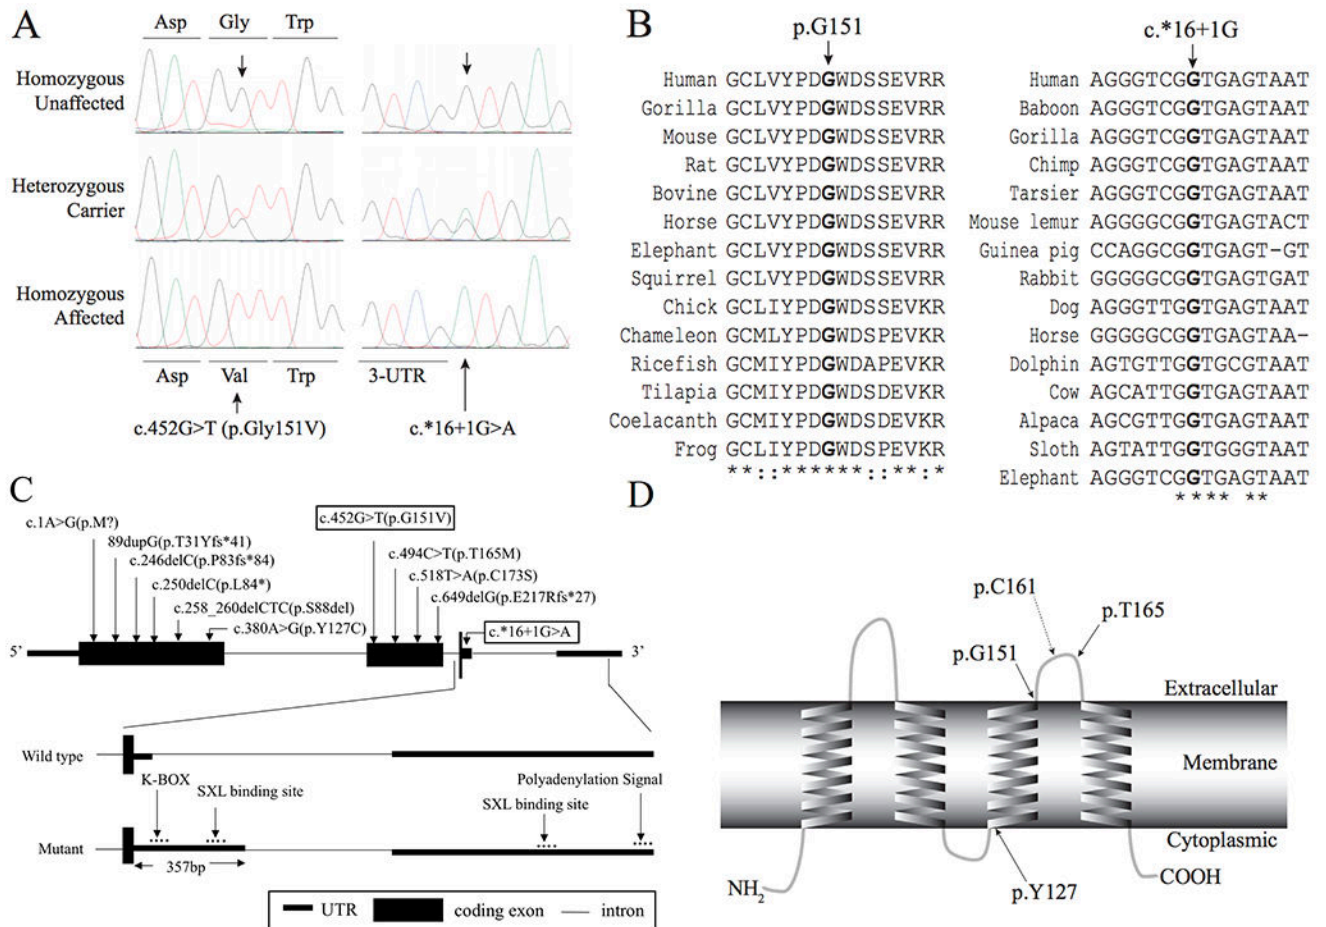 A
Asp Gly Trp
Homozygous
Unaffected
Heterozygous
Carrier
Homozygous
Affected
Asp Val Trp 3-UTR
c.452G>T (p.Gly151V) c.*16+1G>A
B
p.G151
Human GCLVYPDGWDSSEVRR
Gorilla GCLVYPDGWDSSEVRR
Mouse GCLVYPDGWDSSEVRR
Rat GCLVYPDGWDSSEVRR
Bovine GCLVYPDGWDSSEVRR
Horse GCLVYPDGWDSSEVRR
Elephant GCLVYPDGWDSSEVRR
Squirrel GCLVYPDGWDSSEVRR
Chick GCLIYPDGWDSSEVKR
Chameleon GCMLYPDGWDSPEVKR
Ricefish GCMIYPDGWDAPEVKR
Tilapia GCMIYPDGWDSPEVKR
Coelacanth GCMIYPDGWDSSEVKR
Frog GCLIYPDGWDSPEVKR
**::******::**:*
c.*16+1G
Human AGGGTCGGTGAGTAAT
Baboon AGGGTCGGTGAGTAAT
Gorilla AGGGTCGGTGAGTAAT
Chimp AGGGTCGGTGAGTAAT
Tarsier AGGGTCGGTGAGTAAT
Mouse lemur AGGGGCGGTGAGTACT
Guinea pig CCAGGCGGTGAGT-GT
Rabbit GGGGGCGGTGAGTGAT
Dog AGGGTTGGTGAGTAAT
Horse GGGGGCGGTGAGTAA-
Dolphin AGTGTTGGTGCGTAAT
Cow AGCATTGGTGAGTAAT
Alpaca AGCGTTGGTGAGTAAT
Sloth AGTATTGGTGGGTAAT
Elephant AGGGTCGGTGAGTAAT
**** **
C
c.1A>G(p.M?)
89dupG(p.T31Yfs*41)
c.246delC(p.P83fs*84)
c.250delC(p.L84*)
c.258_260delCTC(p.S88del)
c.380A>G(p.Y127C)
c.452G>T(p.G151V)
c.494C>T(p.T165M)
c.518T>A(p.C173S)
c.649delG(p.E217Rfs*27)
c.*16+1G>A
5’ 3’
Wild type
K-BOX
SXL binding site
Polyadenylation Signal
SXL binding site
Mutant
357bp
UTR coding exon intron
D
p.C161
p.T165
p.G151
Extracellular
Membrane
Cytoplasmic
NH2
COOH
p.Y127